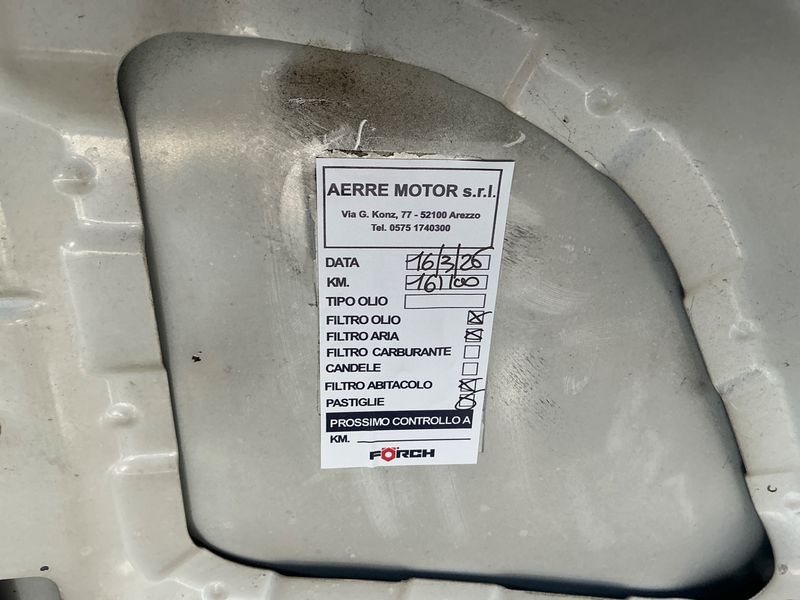 AERRE MOTOR s.r.l.
Via G. Konz, 77 - 52100 Arezzo
Tel. 0575 1740300
DATA 16/3/26
KM. 161100
TIPO OLIO
FILTRO OLIO
FILTRO ARIA
FILTRO CARBURANTE
CANDELE
FILTRO ABITACOLO
PASTIGLIE
PROSSIMO CONTROLLO A
KM.
FÖRCH